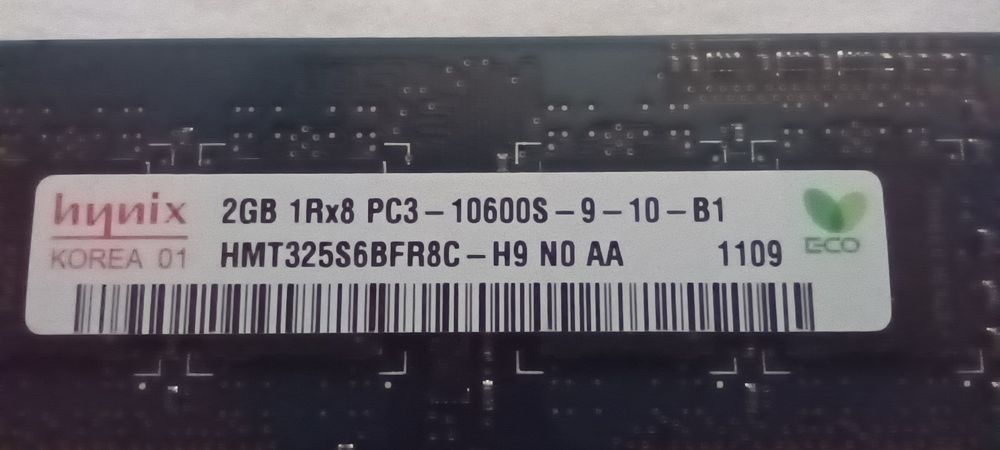 hynix
KOREA 01
2GB 1Rx8 PC3-10600S-9-10-B1
HMT325S6BFR8C-H9 N0 AA 1109
ECO